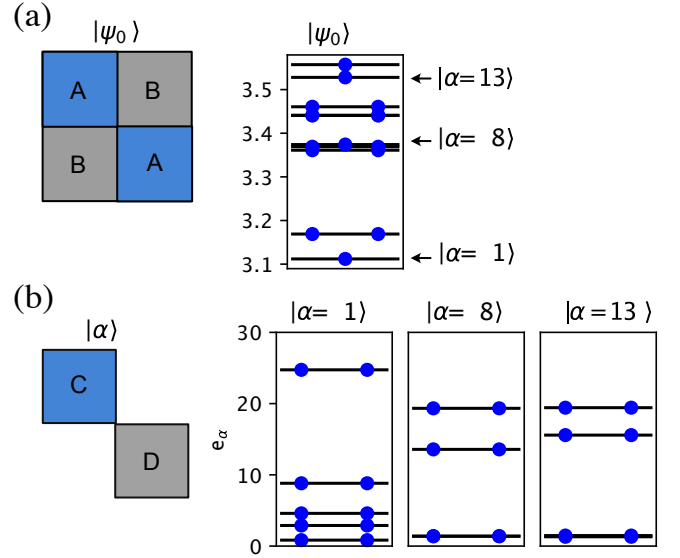 (a)
|ψ0⟩
A B
B A
|ψ0⟩
3.5
3.4
3.3
3.2
3.1
|α=13⟩
|α= 8⟩
|α= 1⟩
(b)
|α⟩
C
D
|α= 1⟩
|α= 8⟩
|α=13⟩
eα
30
20
10
0